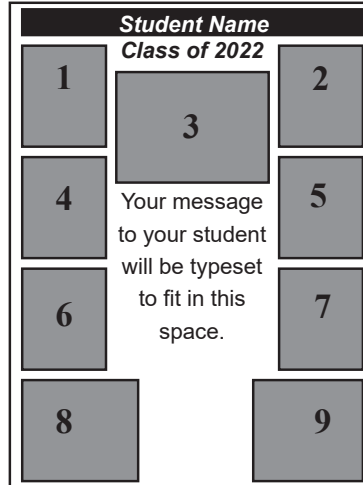 Student Name
Class of 2022
1
2
3
4
5
Your message
to your student
will be typeset
to fit in this
space.
6
7
8
9